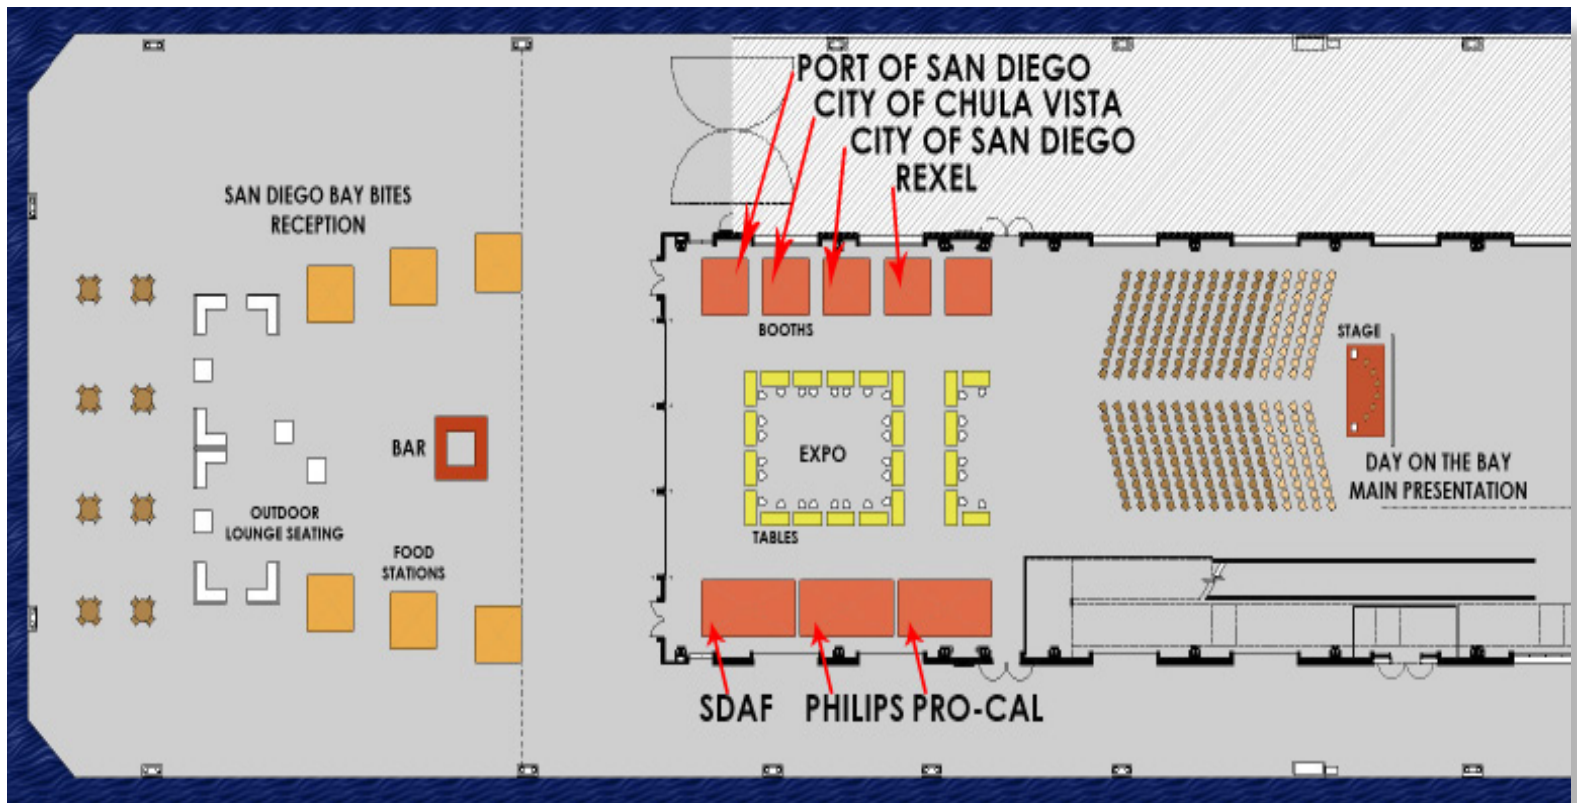 PORT OF SAN DIEGO
CITY OF CHULA VISTA
CITY OF SAN DIEGO
REXEL
SAN DIEGO BAY BITES
RECEPTION
BOOTHS
STAGE
EXPO
BAR
DAY ON THE BAY
MAIN PRESENTATION
OUTDOOR
LOUNGE SEATING
TABLES
FOOD
STATIONS
SDAF
PHILIPS
PRO-CAL